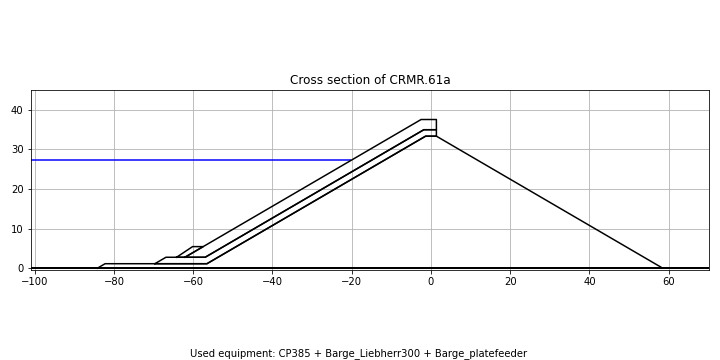 Cross section of CRMR.61a
40
30
20
10
0
−100 −80 −60 −40 −20 0 20 40 60
Used equipment: CP385 + Barge_Liebherr300 + Barge_platefeeder